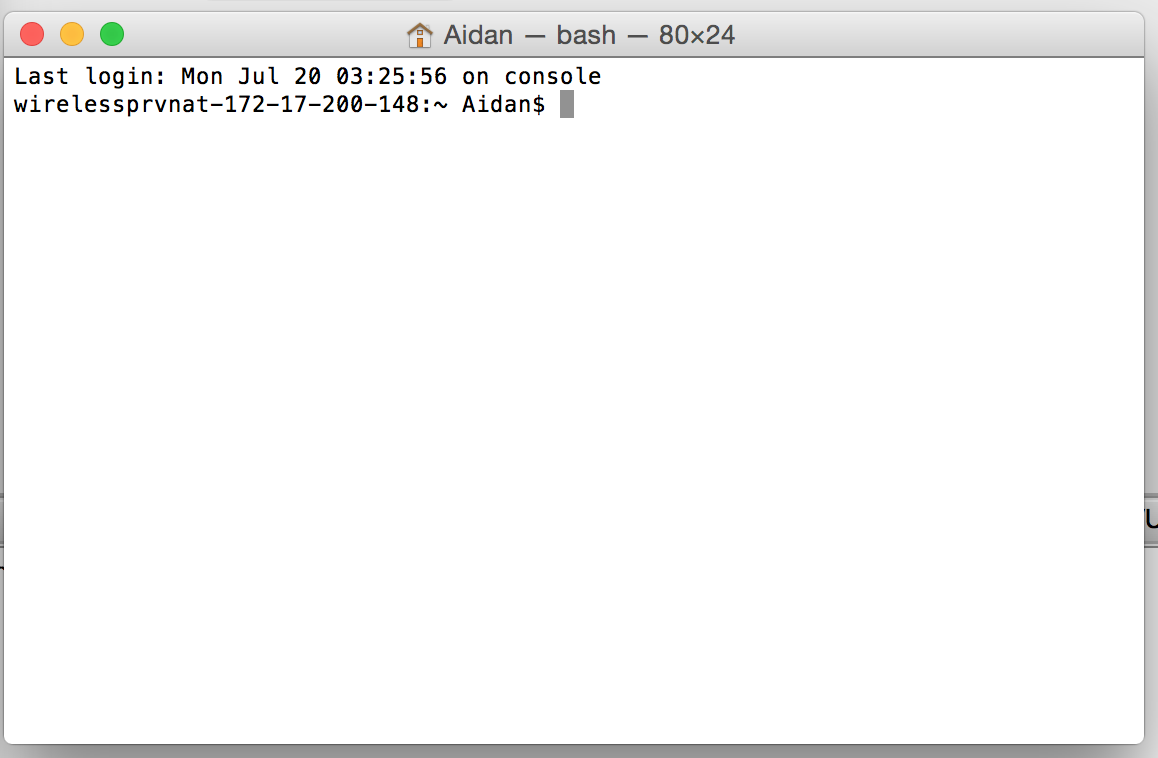 Aidan — bash — 80×24
Last login: Mon Jul 20 03:25:56 on console
wirelessprvnat-172-17-200-148:~ Aidan$